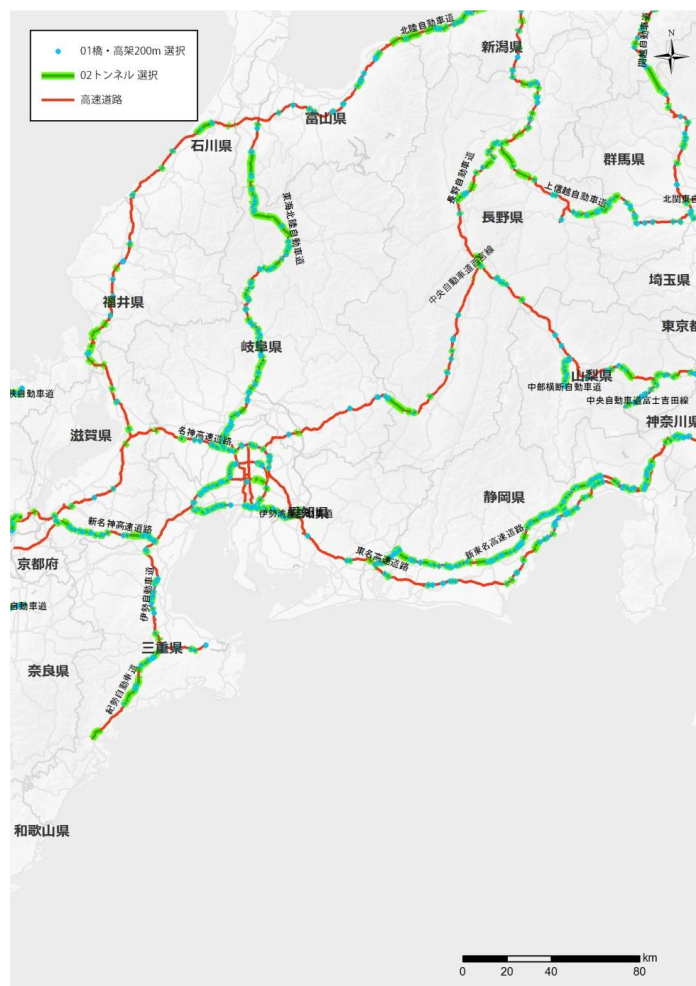 01橋・高架200m 選択
02トンネル 選択
高速道路
北陸自動車道
新潟県
関越自動車道
N
富山県
石川県
群馬県
上信越自動車道
長野自動車道
東海北陸自動車道
長野県
中央自動車道西宮線
埼玉県
福井県
東京都
岐阜県
山梨県
中部横断自動車道
中央自動車道富士吉田線
神奈川県
滋賀県
名神高速道路
静岡県
愛知県
新名神高速道路
東名高速道路
新東名高速道路
京都府
伊勢自動車道
自動車道
三重県
奈良県
紀勢自動車道
和歌山県
km
0 20 40 80